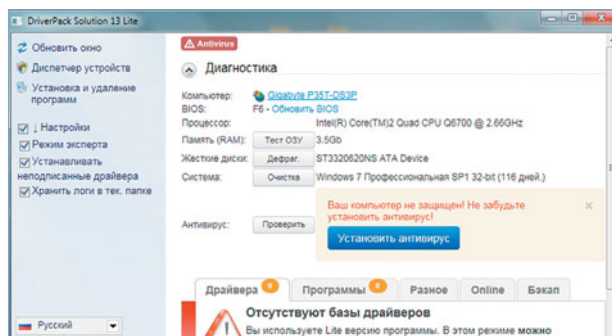 DriverPack Solution 13 Lite
Обновить окно
Диспетчер устройств
Установка и удаление
программ
↓ Настройки
Режим эксперта
Устанавливать
неподписанные драйвера
Хранить логи в тек. папке
Русский
Antivirus
Диагностика
Компьютер: Gigabyte P35T-DS3P
BIOS: F6 - Обновить BIOS
Процессор: Intel(R) Core(TM)2 Quad CPU Q6700 @ 2.66GHz
Память (RAM): Тест ОЗУ 3.5Gb
Жесткие диски: Дефраг. ST3320620NS ATA Device
Система: Очистка Windows 7 Профессиональная SP1 32-bit (116 дней.)
Антивирус: Проверить
Ваш компьютер не защищен! Не забудьте
установить антивирус!
Установить антивирус
Драйвера Программы Разное Online Бэкап
Отсутствуют базы драйверов
Вы используете Lite версию программы. В этом режиме можно